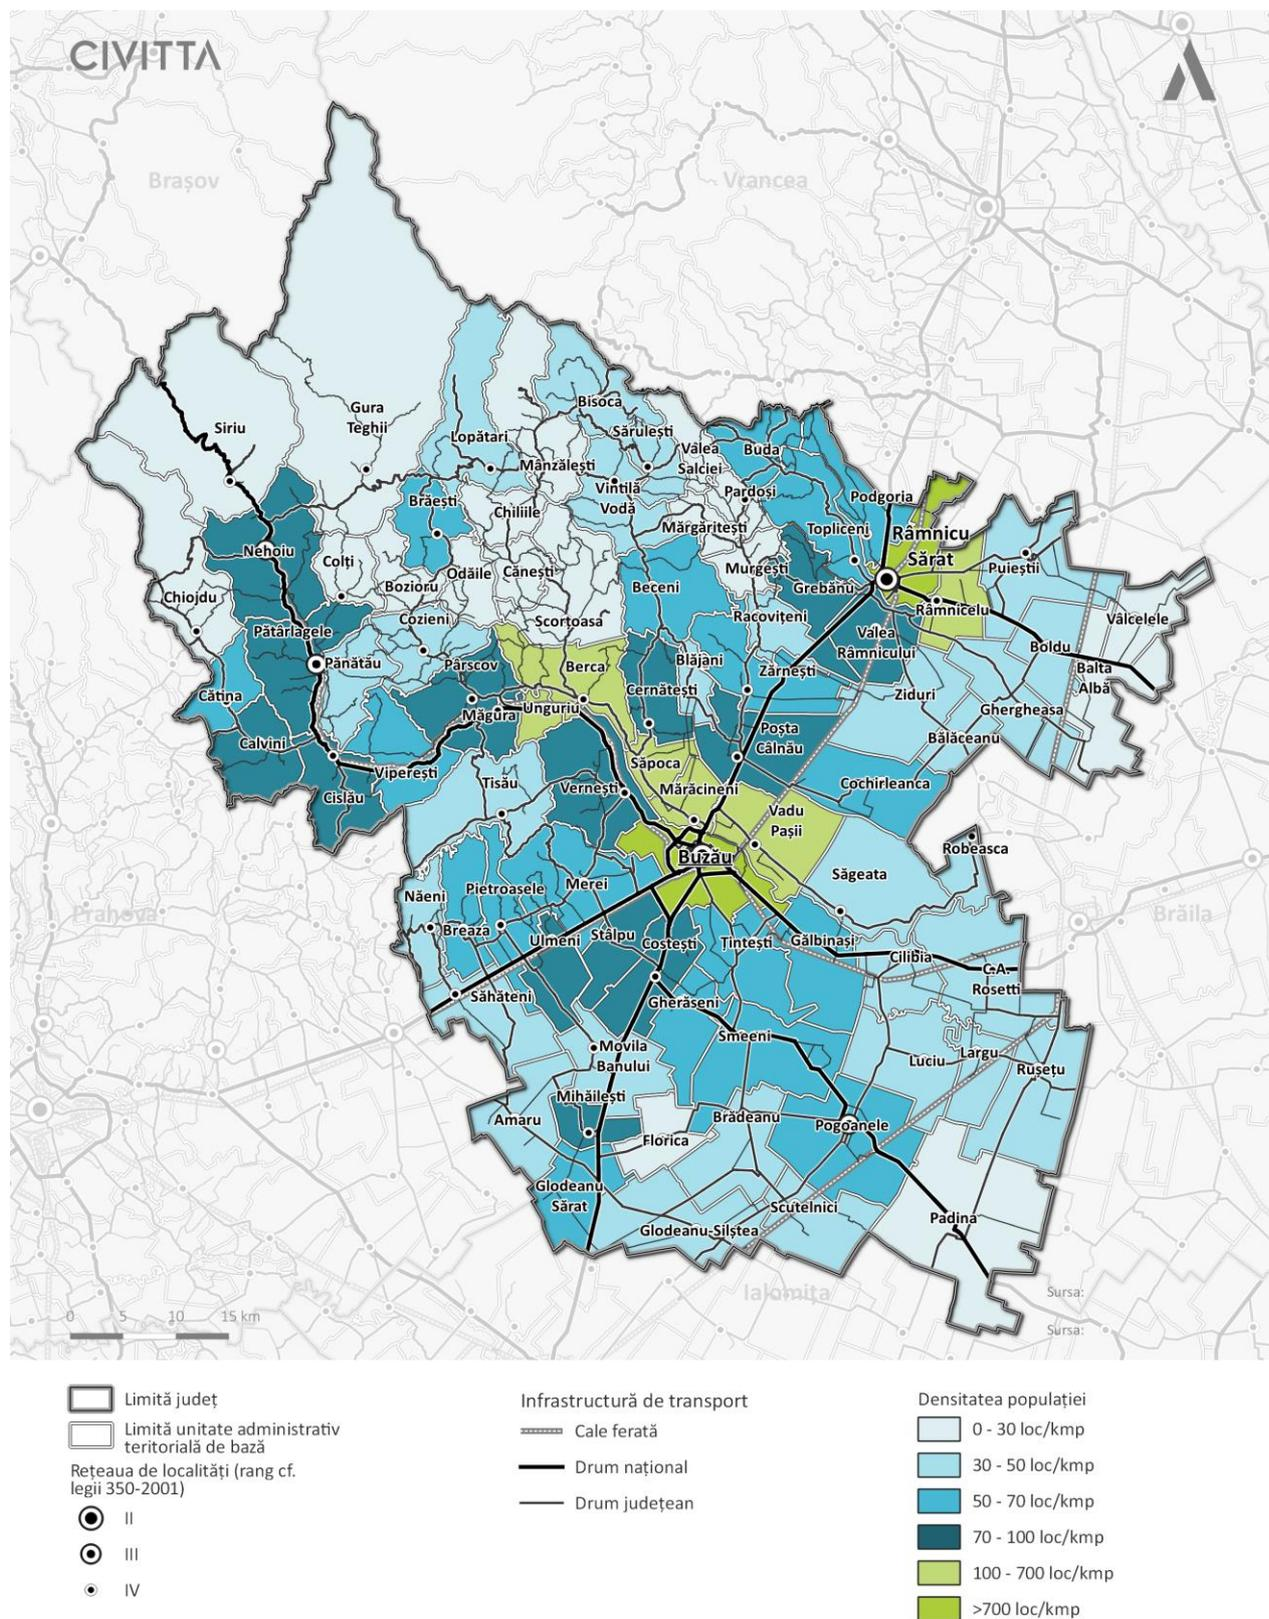 CIVITTA
Brașov
Vrancea
Siriu
Gura
Teghii
Bisoca
Lopătari
Sărulești
Mânzălești
Valea
Salciei
Buda
Vintilă
Vodă
Brăești
Chiliile
Pardoși
Podgoria
Mărgăritești
Topliceni
Râmnicu
Sărat
Nehoiu
Colți
Odăile
Cănești
Murgești
Puieștii
Bozioru
Beceni
Grebănu
Chiojdu
Râmnicelu
Cozieni
Scorțoasa
Racovițeni
Vâlcelele
Pătârlagele
Valea
Râmnicului
Boldu
Pănătău
Pârscov
Berca
Blăjani
Zărnești
Balta
Albă
Cătina
Cernătești
Ziduri
Măgura
Unguriu
Ghergheasa
Calvini
Poșta
Câlnău
Bălăceanu
Săpoca
Viperești
Tisău
Vernești
Mărăcineni
Cochirleanca
Cislău
Vadu
Pașii
Robeasca
Buzău
Săgeata
Merei
Pietroasele
Năeni
Prahova
Brăila
Breaza
Ulmeni
Stâlpu
Costești
Țintești
Gălbinași
Cilibia
C.A.
Rosetti
Săhăteni
Gherăseni
Smeeni
Movila
Banului
Luciu
Largu
Rușețu
Mihăilești
Amaru
Brădeanu
Pogoanele
Florica
Glodeanu
Sărat
Scutelnici
Padina
Glodeanu-Silștea
Ialomița
Sursa:
Sursa:
0 5 10 15 km
Limită județ
Limită unitate administrativ
teritorială de bază
Rețeaua de localități (rang cf.
legii 350-2001)
II
III
IV
Infrastructură de transport
Cale ferată
Drum național
Drum județean
Densitatea populației
0 - 30 loc/kmp
30 - 50 loc/kmp
50 - 70 loc/kmp
70 - 100 loc/kmp
100 - 700 loc/kmp
>700 loc/kmp